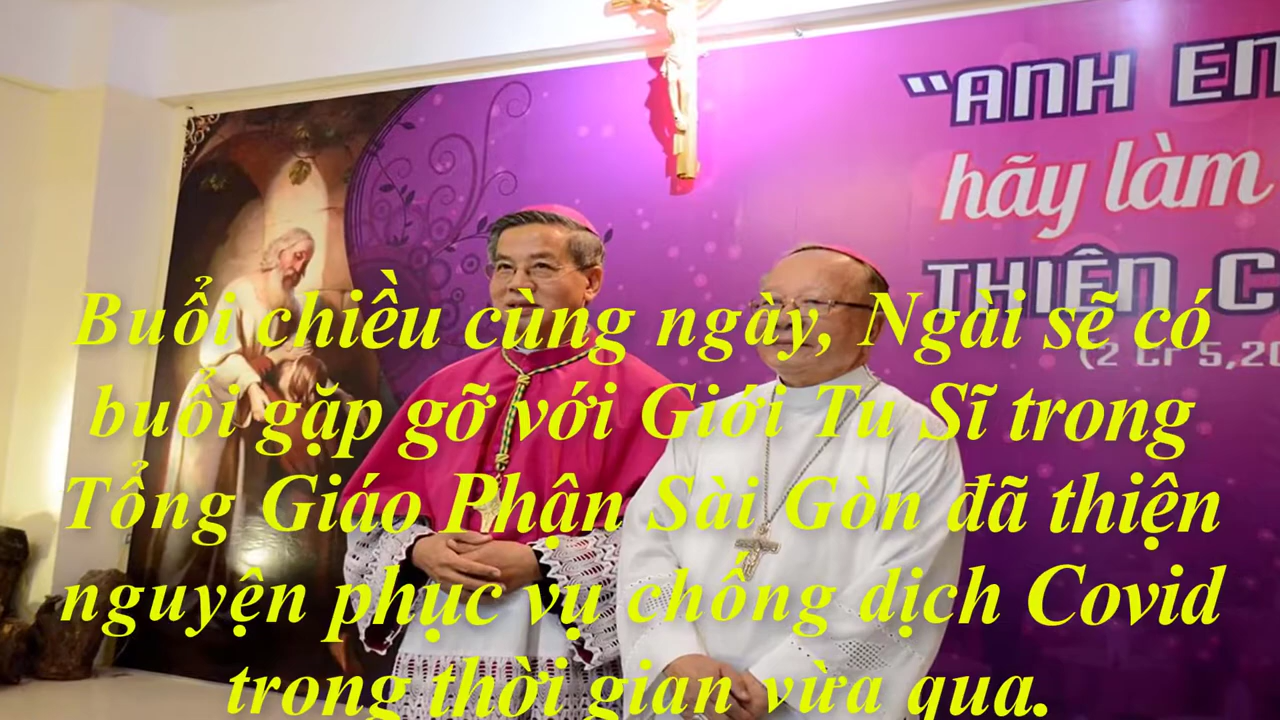 “ANH EM
hãy làm
THIÊN C
(2 Cr 5,20
Buổi chiều cùng ngày, Ngài sẽ có
buổi gặp gỡ với Giới Tu Sĩ trong
Tổng Giáo Phận Sài Gòn đã thiện
nguyện phục vụ chống dịch Covid
trong thời gian vừa qua.